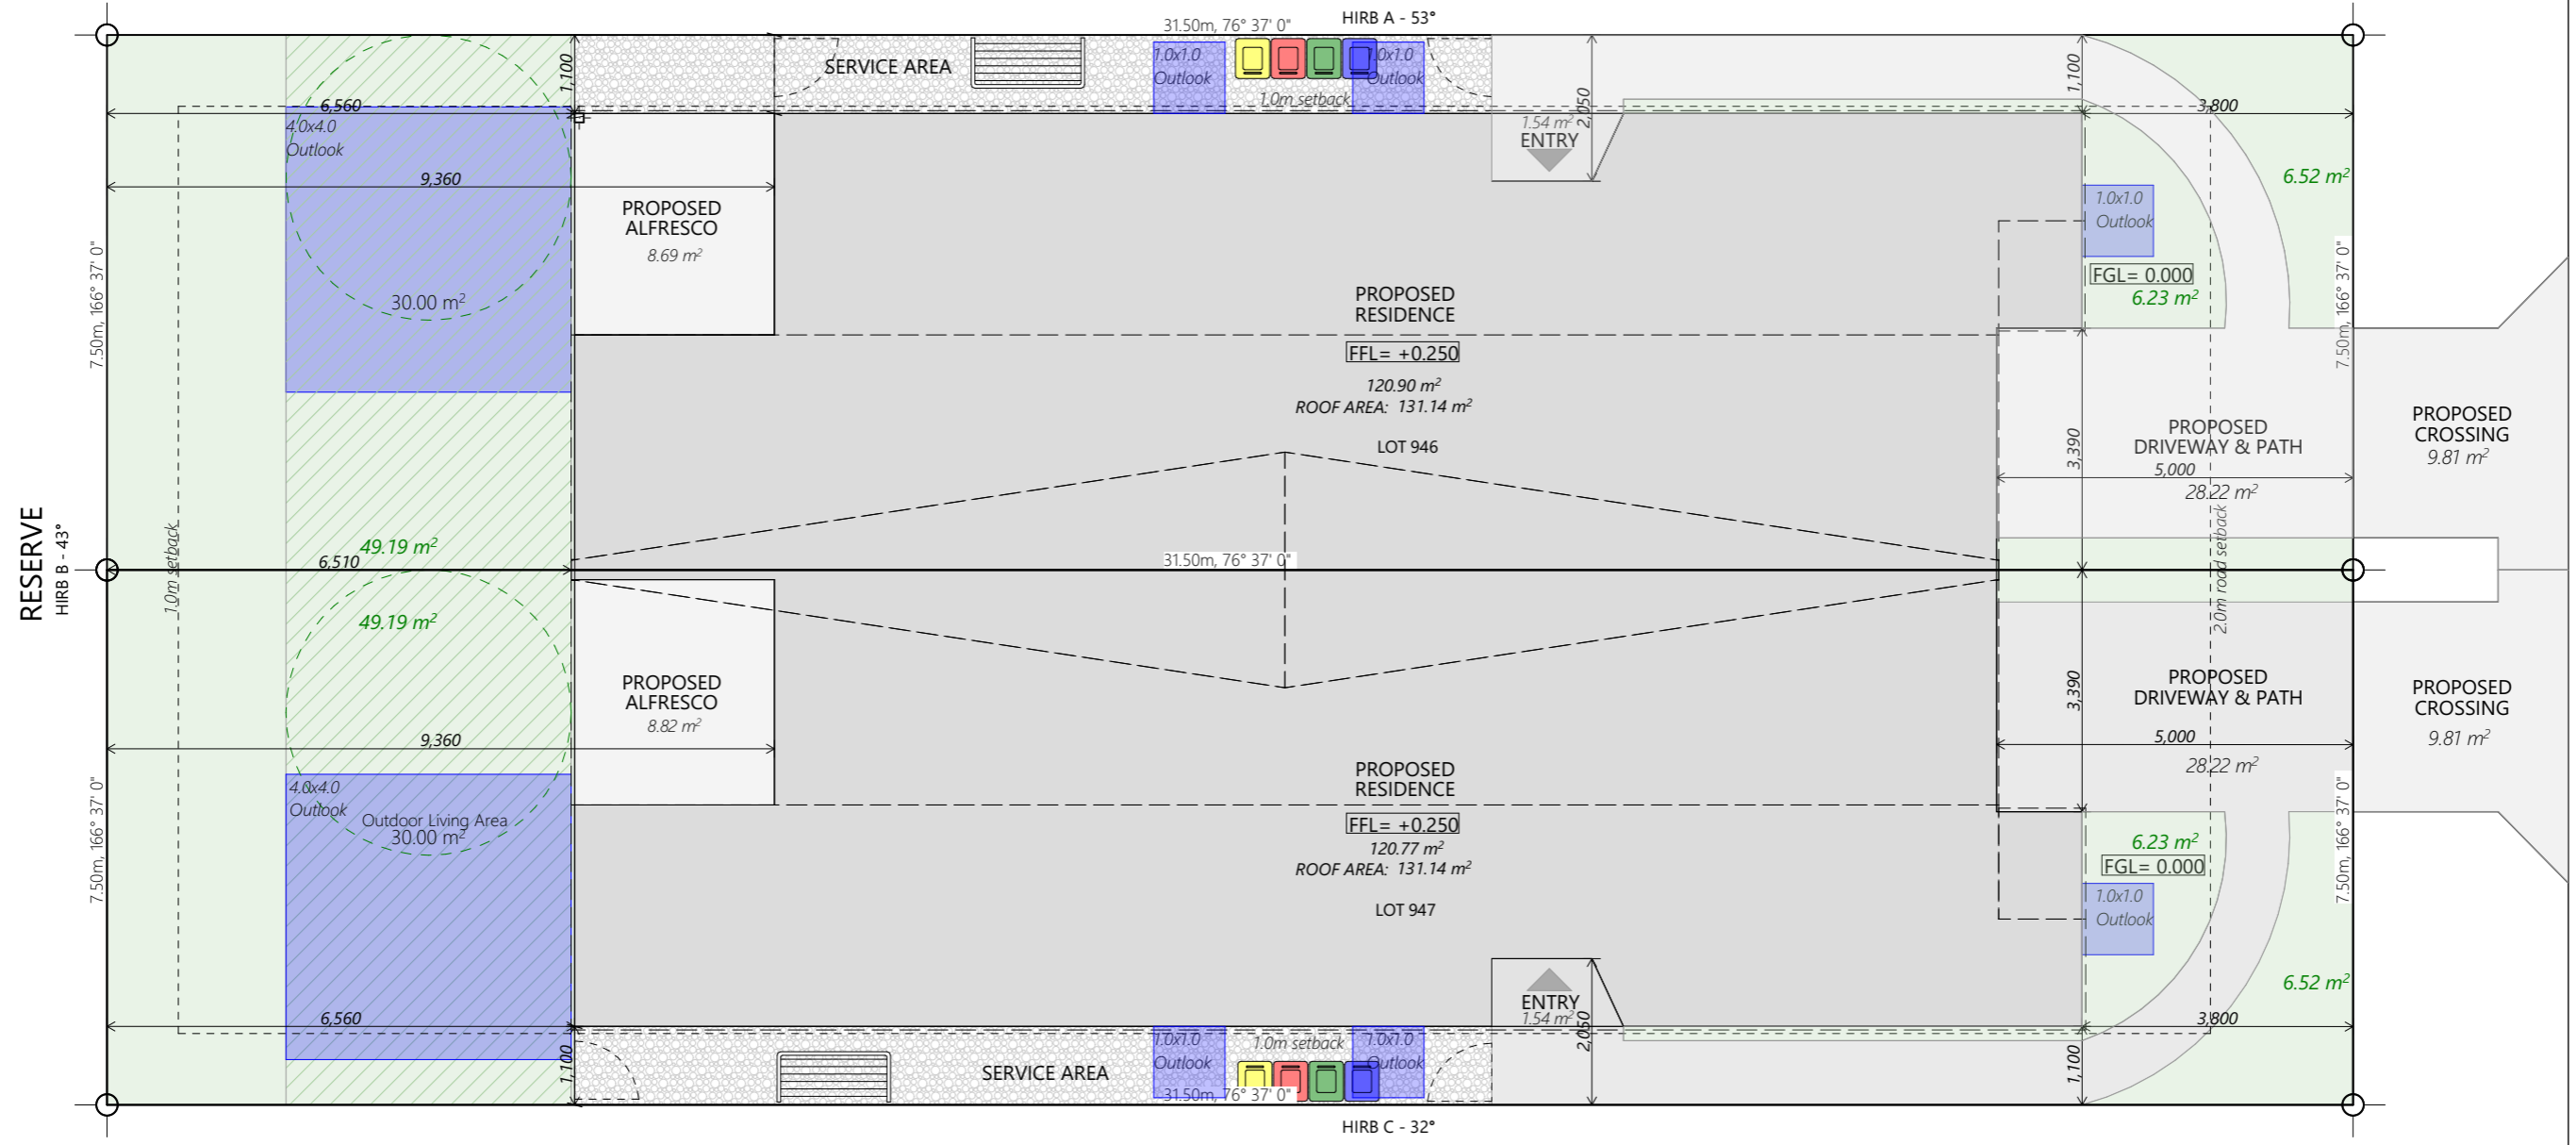 HIRB A - 53°
31.50m, 76° 37' 0"
SERVICE AREA
1.0x1.0
Outlook
1.0x1.0
Outlook
1.0m setback
1,100
1,100
2,050
6,560
3,800
4.0x4.0
Outlook
1.54 m²
ENTRY
9,360
6.52 m²
PROPOSED
ALFRESCO
8.69 m²
1.0x1.0
Outlook
7.50m, 166° 37' 0"
30.00 m²
FGL= 0.000
6.23 m²
7.50m, 166° 37' 0"
PROPOSED
RESIDENCE
FFL= +0.250
120.90 m²
ROOF AREA: 131.14 m²
LOT 946
3,390
PROPOSED
DRIVEWAY & PATH
5,000
28.22 m²
PROPOSED
CROSSING
9.81 m²
RESERVE
HIRB B - 43°
1.0m setback
49.19 m²
6,510
31.50m, 76° 37' 0"
2.0m road setback
49.19 m²
PROPOSED
ALFRESCO
8.82 m²
9,360
3,390
PROPOSED
DRIVEWAY & PATH
5,000
28.22 m²
PROPOSED
CROSSING
9.81 m²
7.50m, 166° 37' 0"
4.0x4.0
Outlook
Outdoor Living Area
30.00 m²
PROPOSED
RESIDENCE
FFL= +0.250
120.77 m²
ROOF AREA: 131.14 m²
LOT 947
6.23 m²
FGL= 0.000
1.0x1.0
Outlook
7.50m, 166° 37' 0"
6.52 m²
ENTRY
1.54 m²
6,560
3,800
1,100
2,050
1,100
1.0x1.0
Outlook
1.0m setback
1.0x1.0
Outlook
SERVICE AREA
31.50m, 76° 37' 0"
HIRB C - 32°